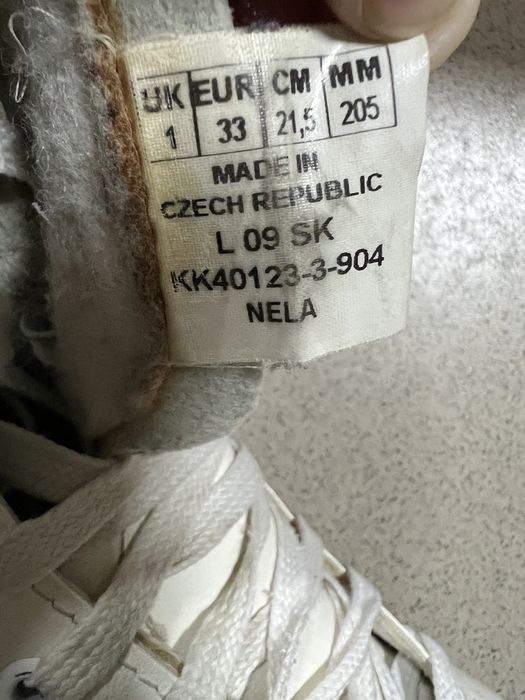 UK EUR CM MM
1 33 21,5 205
MADE IN
CZECH REPUBLIC
L 09 SK
KK40123-3-904
NELA